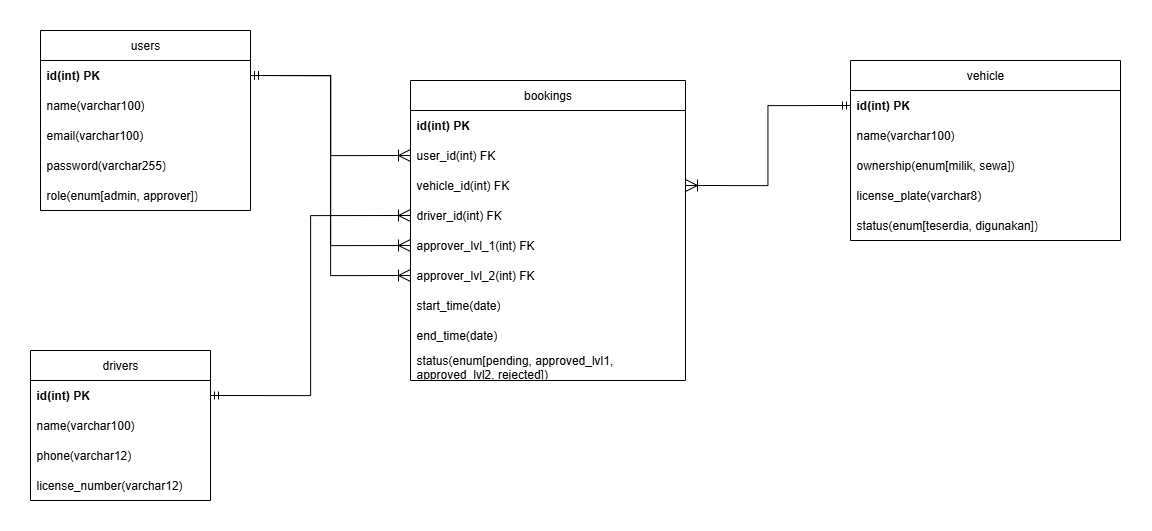 users
id(int) PK
name(varchar100)
email(varchar100)
password(varchar255)
role(enum[admin, approver])
bookings
id(int) PK
user_id(int) FK
vehicle_id(int) FK
driver_id(int) FK
approver_lvl_1(int) FK
approver_lvl_2(int) FK
start_time(date)
end_time(date)
status(enum[pending, approved_lvl1,
approved_lvl2, rejected])
vehicle
id(int) PK
name(varchar100)
ownership(enum[milik, sewa])
license_plate(varchar8)
status(enum[teserdia, digunakan])
drivers
id(int) PK
name(varchar100)
phone(varchar12)
license_number(varchar12)